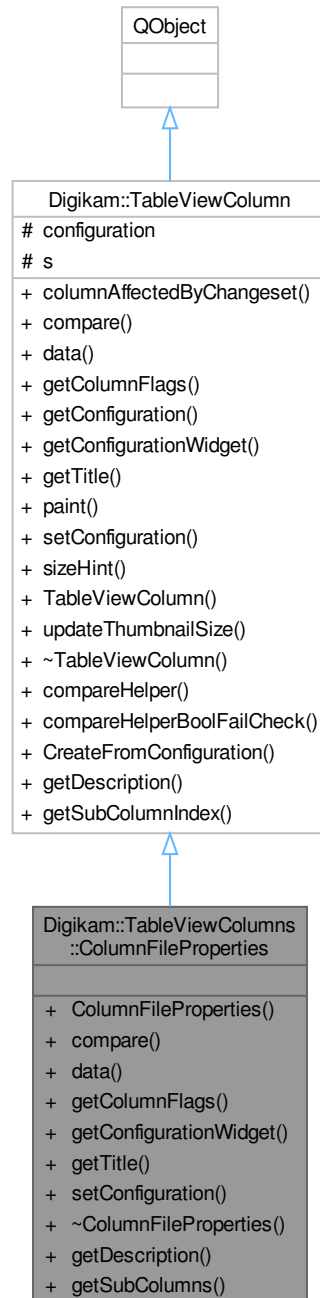 QObject
Digikam::TableViewColumn
# configuration
# s
+ columnAffectedByChangeset()
+ compare()
+ data()
+ getColumnFlags()
+ getConfiguration()
+ getConfigurationWidget()
+ getTitle()
+ paint()
+ setConfiguration()
+ sizeHint()
+ TableViewColumn()
+ updateThumbnailSize()
+ ~TableViewColumn()
+ compareHelper()
+ compareHelperBoolFailCheck()
+ CreateFromConfiguration()
+ getDescription()
+ getSubColumnIndex()
Digikam::TableViewColumns
::ColumnFileProperties
+ ColumnFileProperties()
+ compare()
+ data()
+ getColumnFlags()
+ getConfigurationWidget()
+ getTitle()
+ setConfiguration()
+ ~ColumnFileProperties()
+ getDescription()
+ getSubColumns()